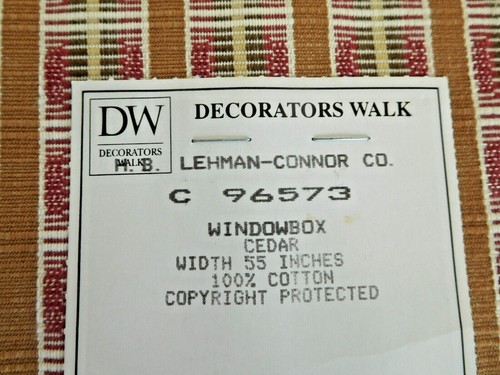 DW
DECORATORS
WALK
DECORATORS WALK
H.B. LEHMAN-CONNOR CO.
C 96573
WINDOWBOX
CEDAR
WIDTH 55 INCHES
100% COTTON
COPYRIGHT PROTECTED